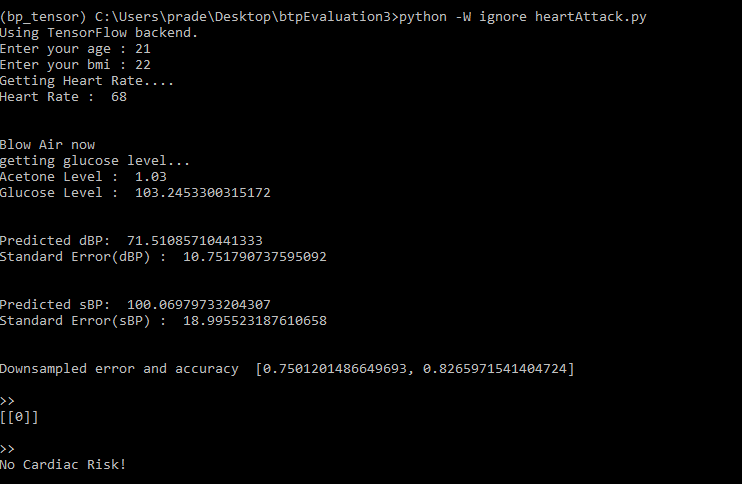 (bp_tensor) C:\Users\prade\Desktop\btpEvaluation3>python -W ignore heartAttack.py
Using TensorFlow backend.
Enter your age : 21
Enter your bmi : 22
Getting Heart Rate....
Heart Rate :  68
Blow Air now
getting glucose level...
Acetone Level :  1.03
Glucose Level :  103.2453300315172
Predicted dBP:  71.51085710441333
Standard Error(dBP) :  10.751790737595092
Predicted sBP:  100.06979733204307
Standard Error(sBP) :  18.995523187610658
Downsampled error and accuracy  [0.7501201486649693, 0.8265971541404724]
>>
[[0]]
>>
No Cardiac Risk!